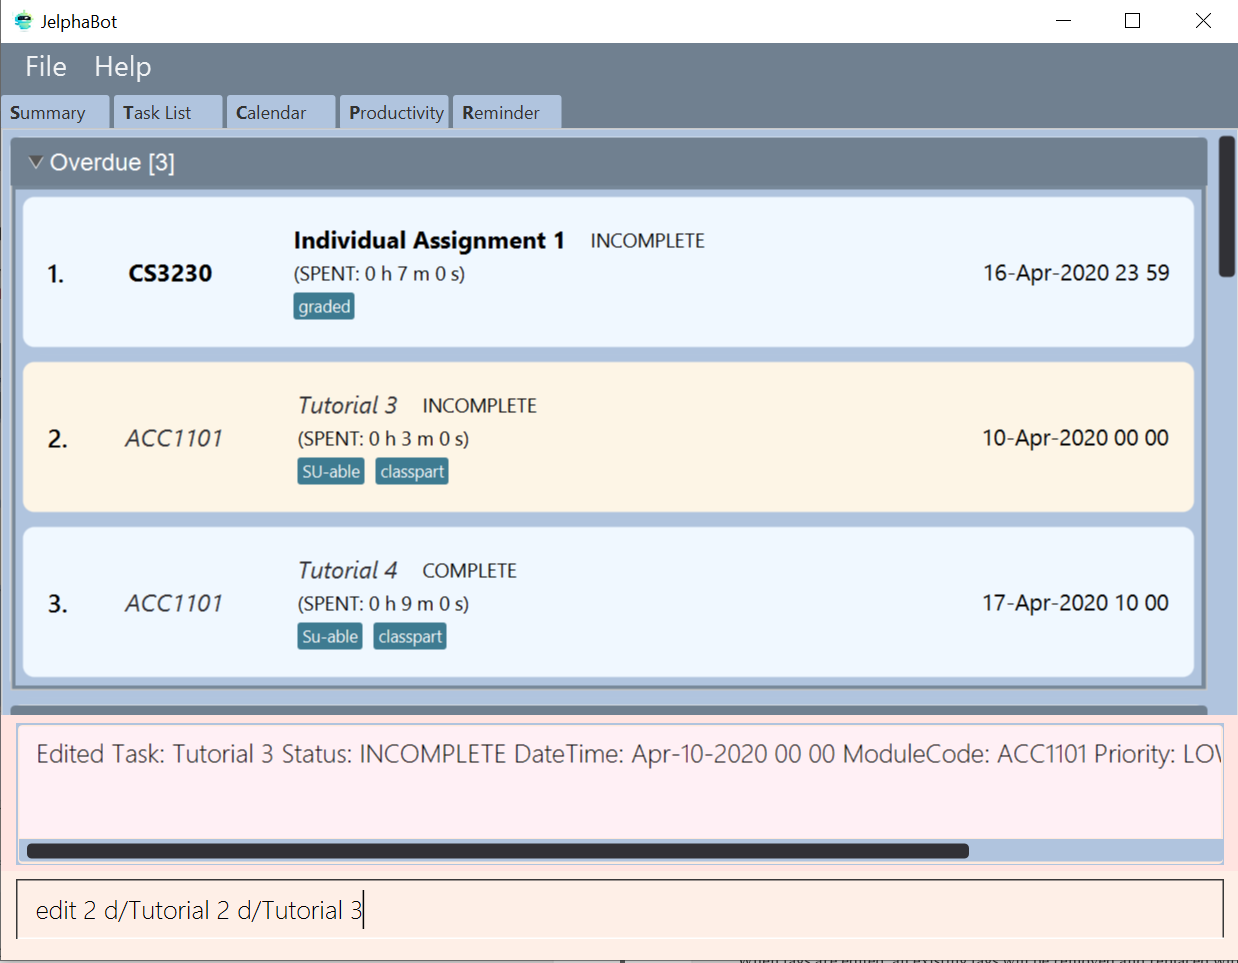 JelphaBot
File Help
Summary Task List Calendar Productivity Reminder
Overdue [3]
Individual Assignment 1 INCOMPLETE
1. CS3230 (SPENT: 0 h 7 m 0 s) 16-Apr-2020 23 59
graded
Tutorial 3 INCOMPLETE
2. ACC1101 (SPENT: 0 h 3 m 0 s) 10-Apr-2020 00 00
SU-able classpart
Tutorial 4 COMPLETE
3. ACC1101 (SPENT: 0 h 9 m 0 s) 17-Apr-2020 10 00
Su-able classpart
Edited Task: Tutorial 3 Status: INCOMPLETE DateTime: Apr-10-2020 00 00 ModuleCode: ACC1101 Priority:
edit 2 d/Tutorial 2 d/Tutorial 3